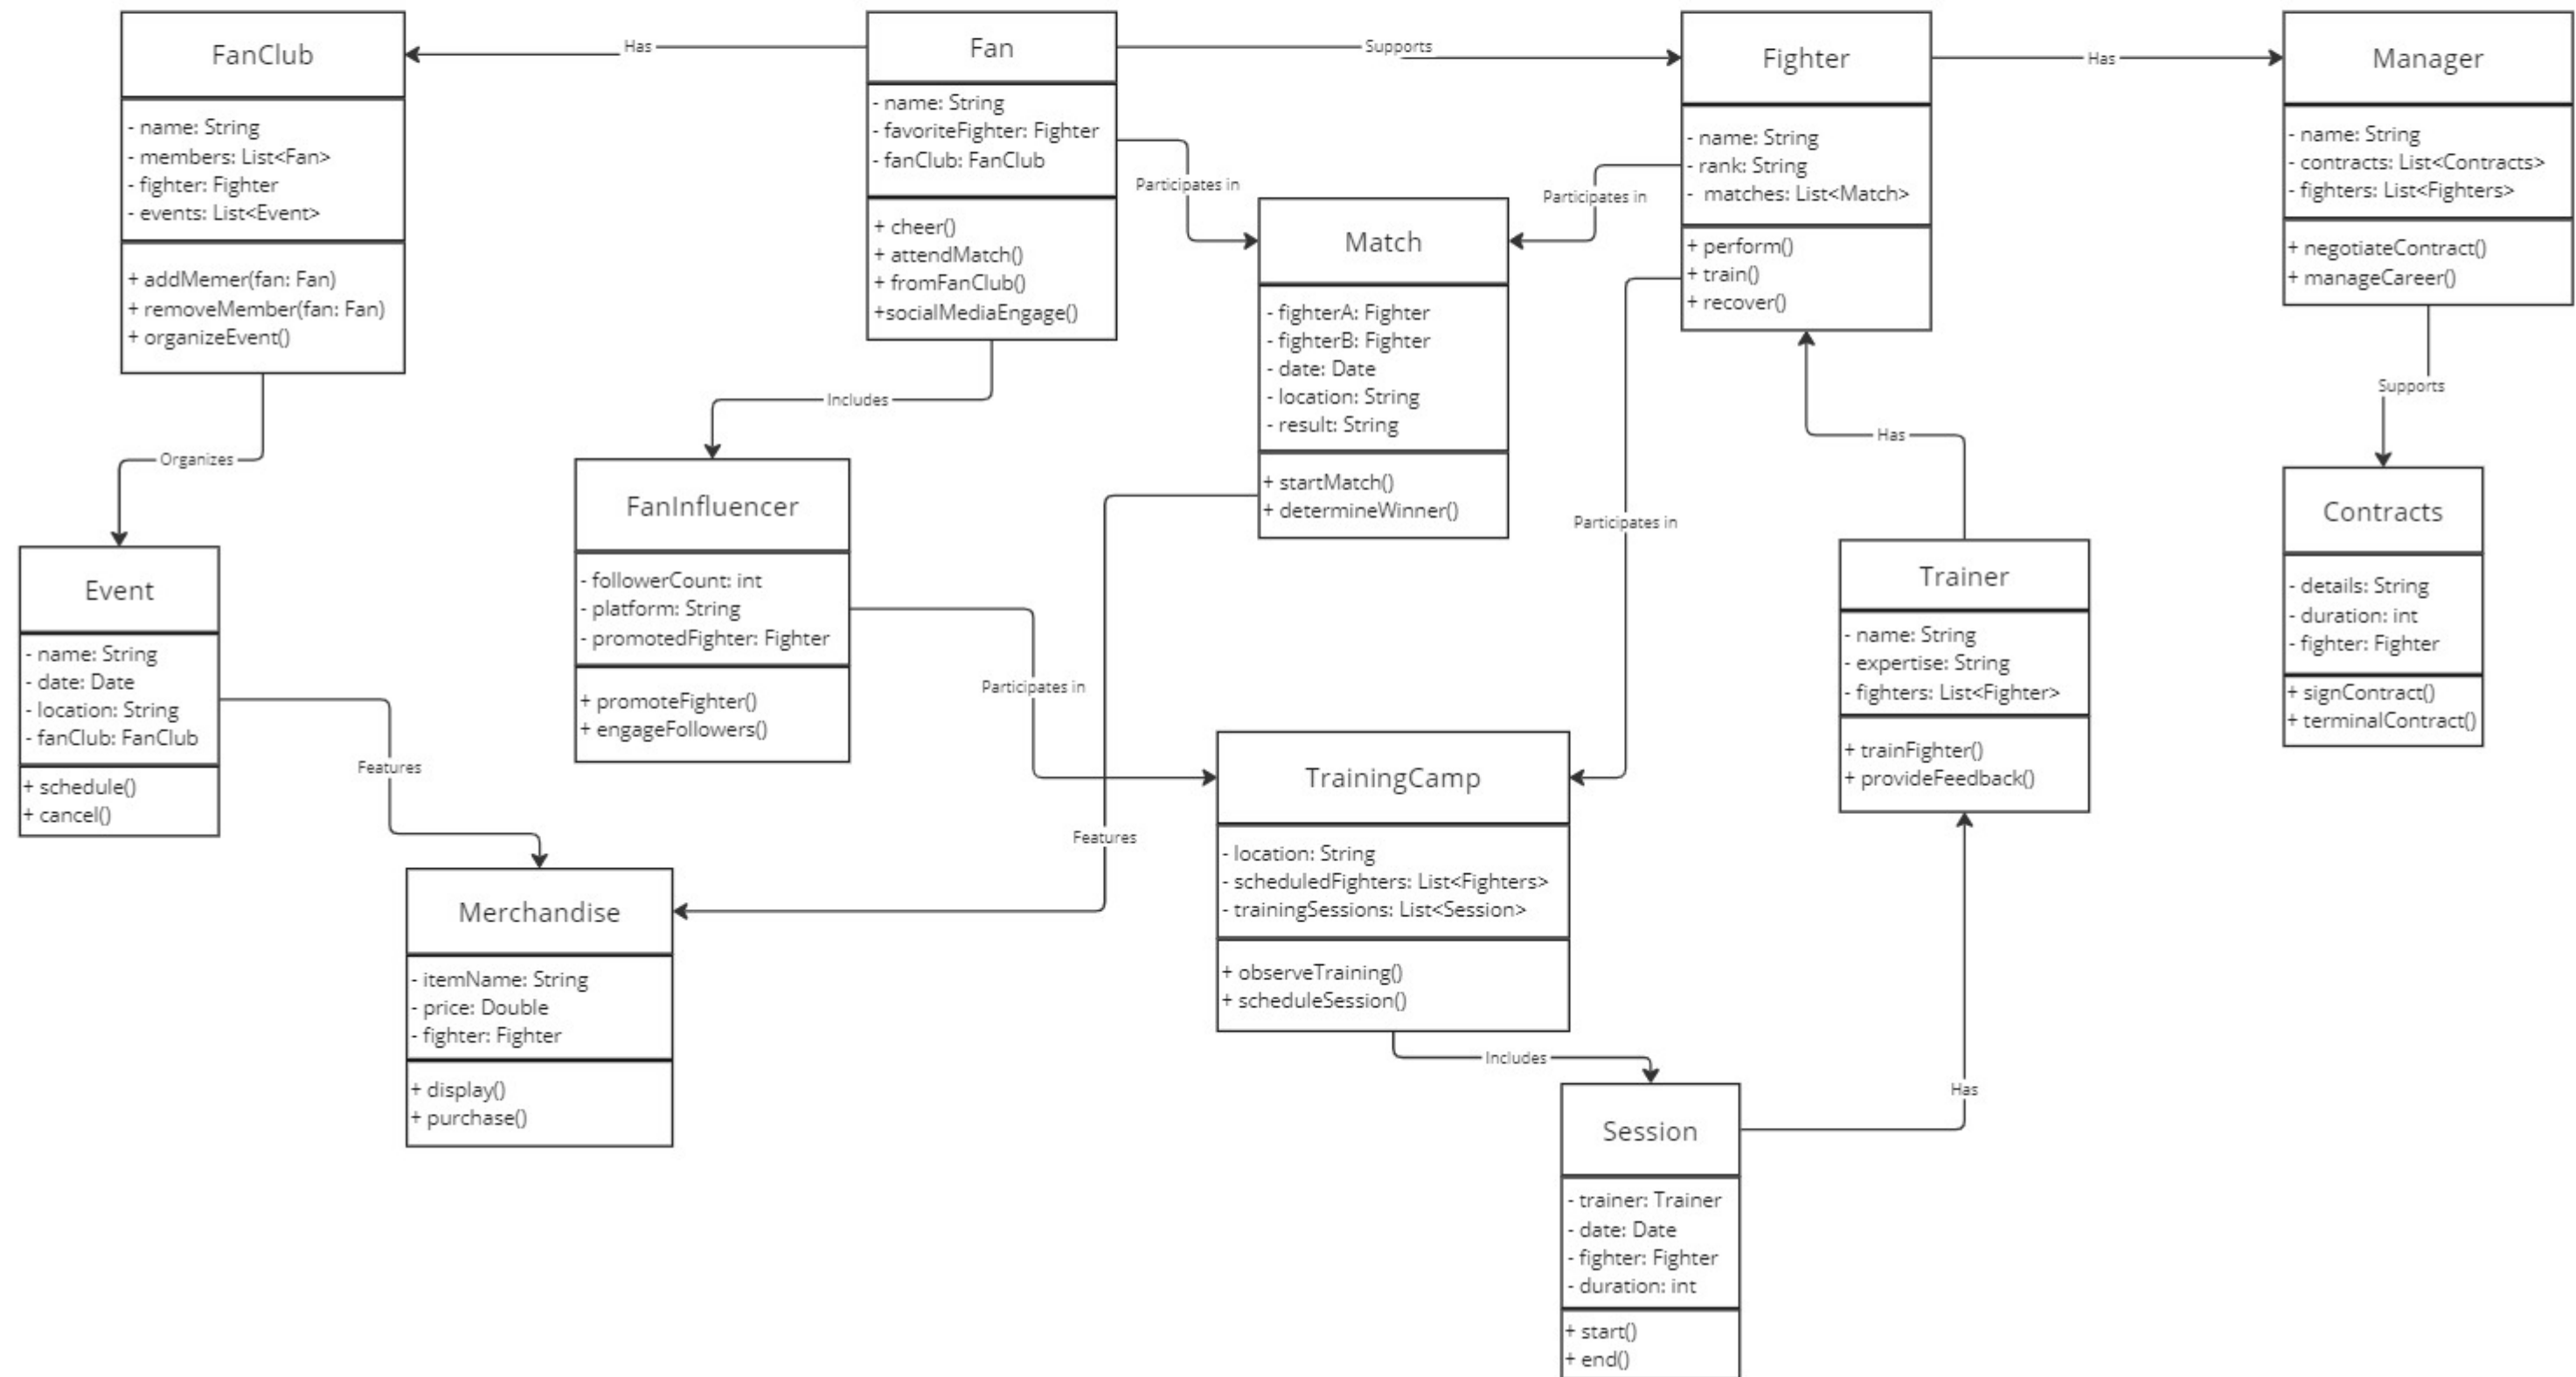 FanClub
- name: String
- members: List<Fan>
- fighter: Fighter
- events: List<Event>
+ addMemer(fan: Fan)
+ removeMember(fan: Fan)
+ organizeEvent()
Has
Fan
- name: String
- favoriteFighter: Fighter
- fanClub: FanClub
+ cheer()
+ attendMatch()
+ fromFanClub()
+socialMediaEngage()
Supports
Fighter
- name: String
- rank: String
- matches: List<Match>
+ perform()
+ train()
+ recover()
Has
Manager
- name: String
- contracts: List<Contracts>
- fighters: List<Fighters>
+ negotiateContract()
+ manageCareer()
Participates in
Participates in
Match
- fighterA: Fighter
- fighterB: Fighter
- date: Date
- location: String
- result: String
+ startMatch()
+ determineWinner()
Supports
Includes
Has
Organizes
FanInfluencer
- followerCount: int
- platform: String
- promotedFighter: Fighter
+ promoteFighter()
+ engageFollowers()
Participates in
Contracts
- details: String
- duration: int
- fighter: Fighter
+ signContract()
+ terminalContract()
Event
- name: String
- date: Date
- location: String
- fanClub: FanClub
+ schedule()
+ cancel()
Trainer
- name: String
- expertise: String
- fighters: List<Fighter>
+ trainFighter()
+ provideFeedback()
Participates in
Features
TrainingCamp
- location: String
- scheduledFighters: List<Fighters>
- trainingSessions: List<Session>
+ observeTraining()
+ scheduleSession()
Features
Merchandise
- itemName: String
- price: Double
- fighter: Fighter
+ display()
+ purchase()
Includes
Has
Session
- trainer: Trainer
- date: Date
- fighter: Fighter
- duration: int
+ start()
+ end()